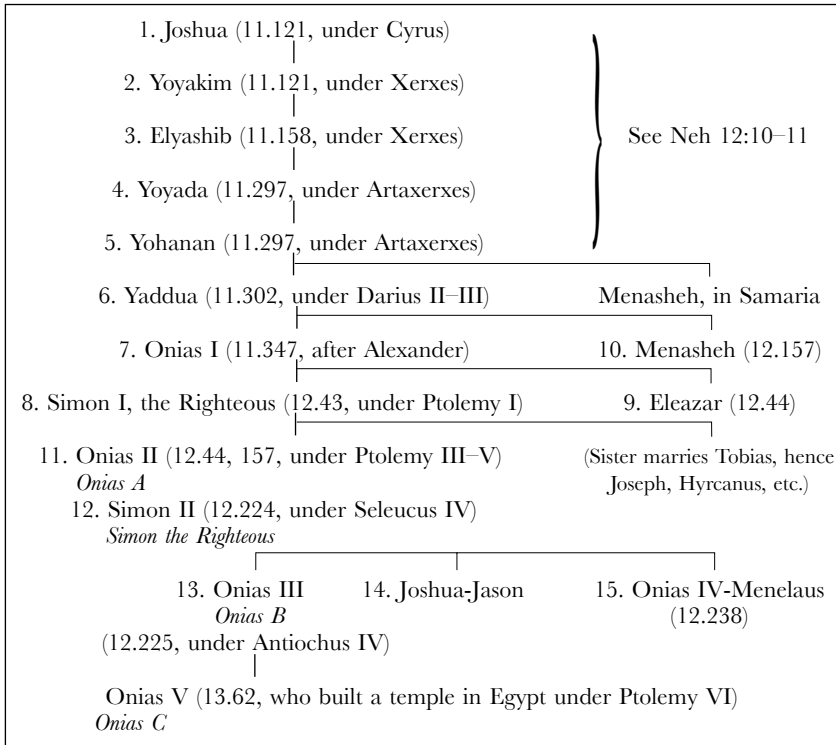 1. Joshua (11.121, under Cyrus)
2. Yoyakim (11.121, under Xerxes)
3. Elyashib (11.158, under Xerxes)
See Neh 12:10–11
4. Yoyada (11.297, under Artaxerxes)
5. Yohanan (11.297, under Artaxerxes)
6. Yaddua (11.302, under Darius II–III) Menasheh, in Samaria
7. Onias I (11.347, after Alexander) 10. Menasheh (12.157)
8. Simon I, the Righteous (12.43, under Ptolemy I) 9. Eleazar (12.44)
11. Onias II (12.44, 157, under Ptolemy III–V) (Sister marries Tobias, hence
Onias A Joseph, Hyrcanus, etc.)
12. Simon II (12.224, under Seleucus IV)
Simon the Righteous
13. Onias III 14. Joshua-Jason 15. Onias IV-Menelaus
Onias B (12.238)
(12.225, under Antiochus IV)
Onias V (13.62, who built a temple in Egypt under Ptolemy VI)
Onias C